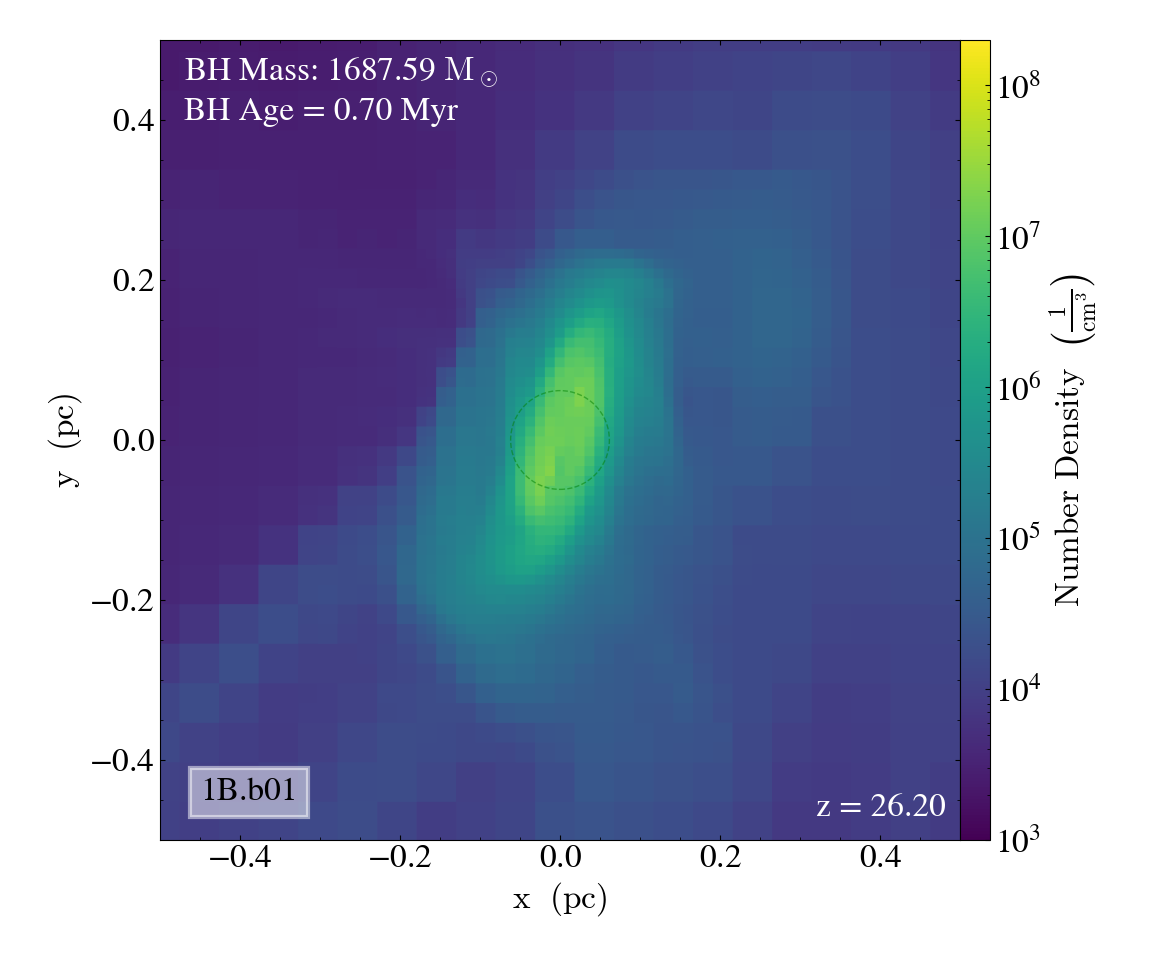 BH Mass: 1687.59 M⊙
BH Age = 0.70 Myr
0.4
0.2
0.0
−0.2
−0.4
y (pc)
1B.b01
z = 26.20
−0.4 −0.2 0.0 0.2 0.4
x (pc)
10⁸
10⁷
10⁶
10⁵
10⁴
10³
Number Density (1/cm³)